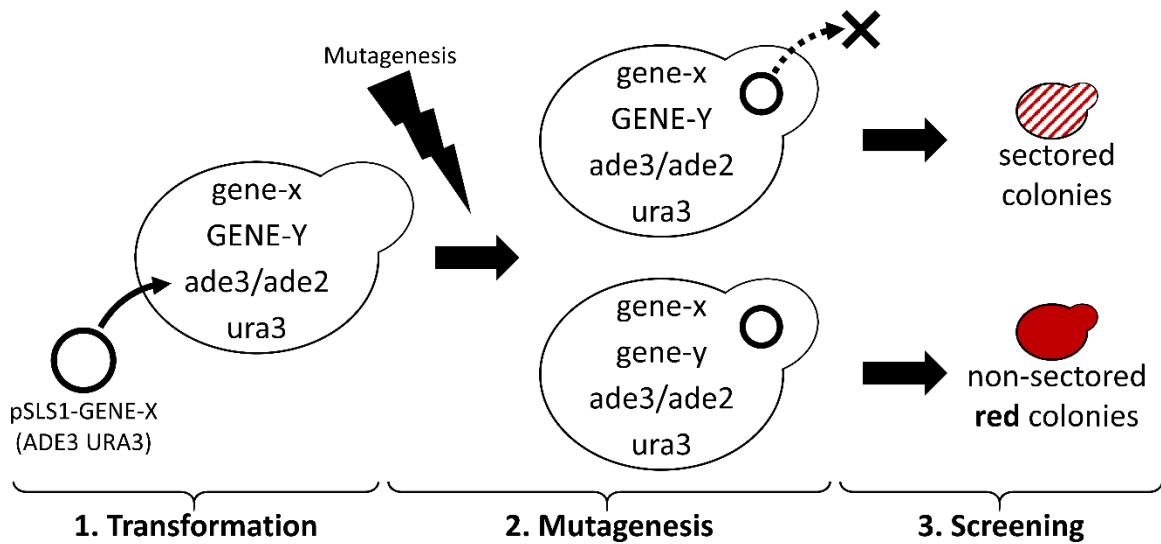 Mutagenesis
gene-x
GENE-Y
ade3/ade2
ura3
pSLS1-GENE-X
(ADE3 URA3)
gene-x
GENE-Y
ade3/ade2
ura3
gene-x
gene-y
ade3/ade2
ura3
sectored
colonies
non-sectored
red colonies
1. Transformation
2. Mutagenesis
3. Screening